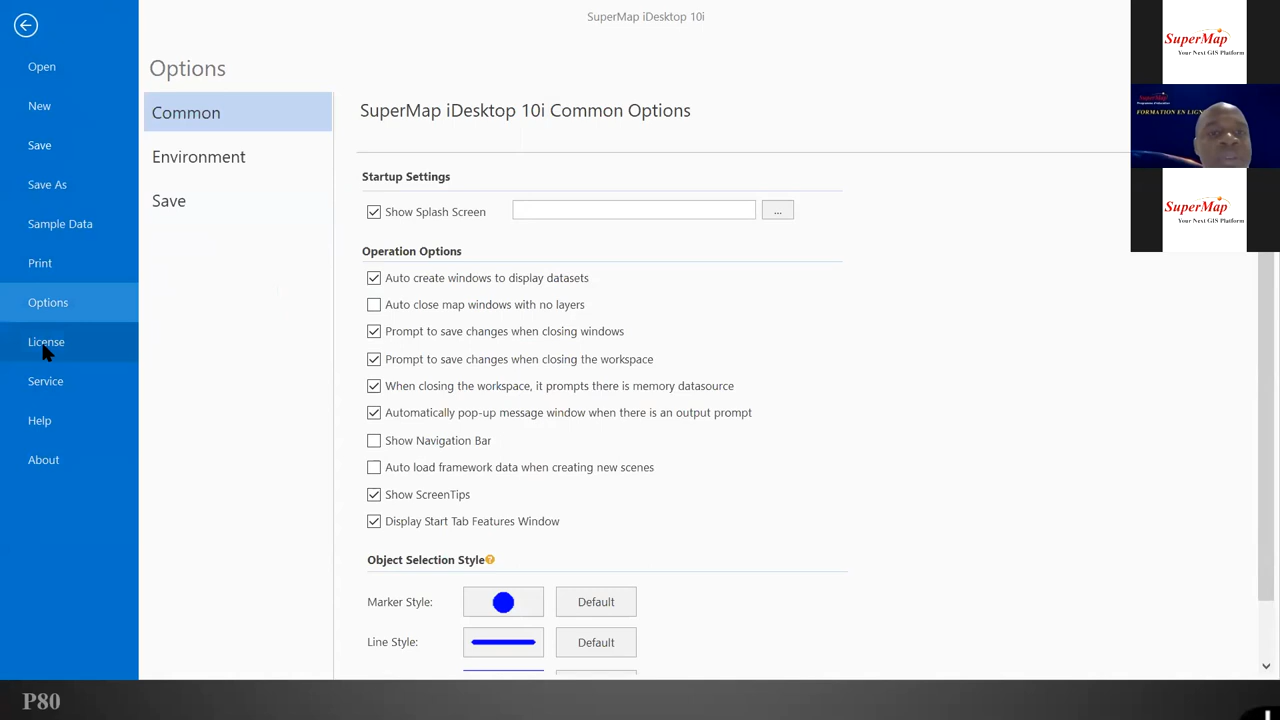 SuperMap iDesktop 10i
Open
New
Save
Save As
Sample Data
Print
Options
License
Service
Help
About
Options
Common
Environment
Save
SuperMap iDesktop 10i Common Options
Startup Settings
Show Splash Screen
...
Operation Options
Auto create windows to display datasets
Auto close map windows with no layers
Prompt to save changes when closing windows
Prompt to save changes when closing the workspace
When closing the workspace, it prompts there is memory datasource
Automatically pop-up message window when there is an output prompt
Show Navigation Bar
Auto load framework data when creating new scenes
Show ScreenTips
Display Start Tab Features Window
Object Selection Style
Marker Style:
Default
Line Style:
Default
SuperMap
Your Next GIS Platform
SuperMap
FORMATION EN LIGN
SuperMap
Your Next GIS Platform
P80